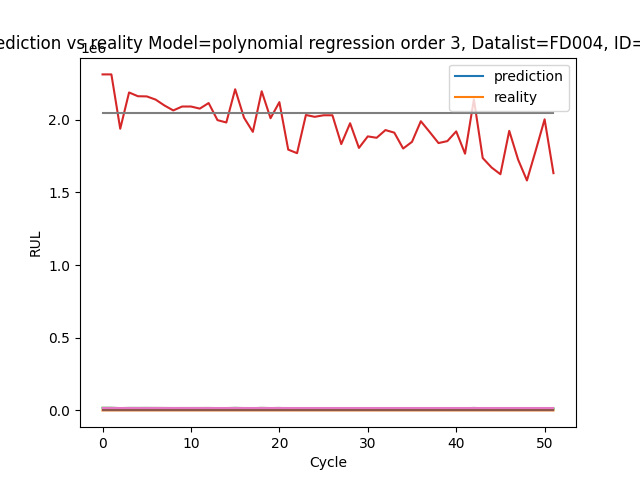 ediction vs reality Model=polynomial regression order 3, Datalist=FD004, ID=
1e6
prediction
reality
2.0
1.5
1.0
0.5
0.0
RUL
0 10 20 30 40 50
Cycle